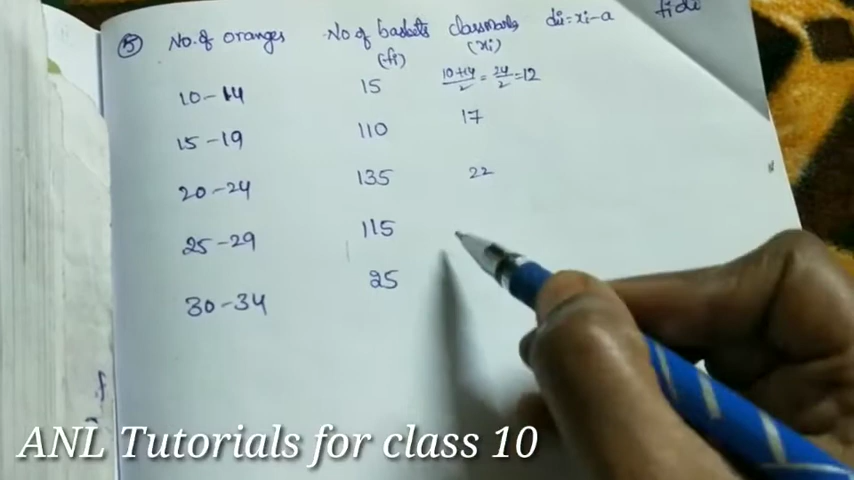 5 No. of oranges No of baskets (fi) classmarks (xi) di = xi - a fidi
10-14 15 10+14/2 = 24/2 = 12
15-19 110 17
20-24 135 22
25-29 115
30-34 25
ANL Tutorials for class 10